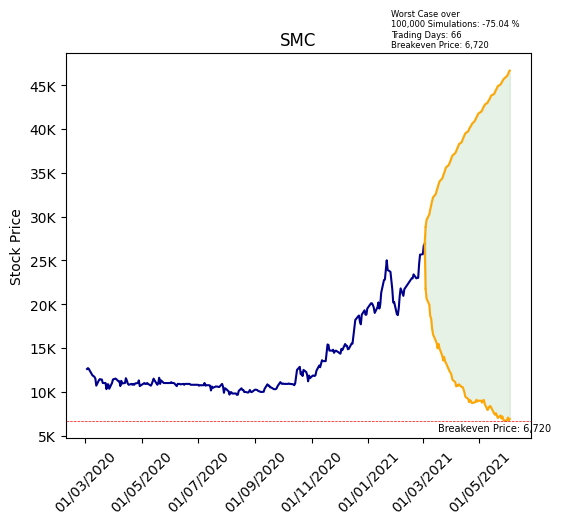 Worst Case over
100,000 Simulations: -75.04 %
Trading Days: 66
Breakeven Price: 6,720
SMC
Stock Price
45K
40K
35K
30K
25K
20K
15K
10K
5K
Breakeven Price: 6,720
01/03/2020
01/05/2020
01/07/2020
01/09/2020
01/11/2020
01/01/2021
01/03/2021
01/05/2021